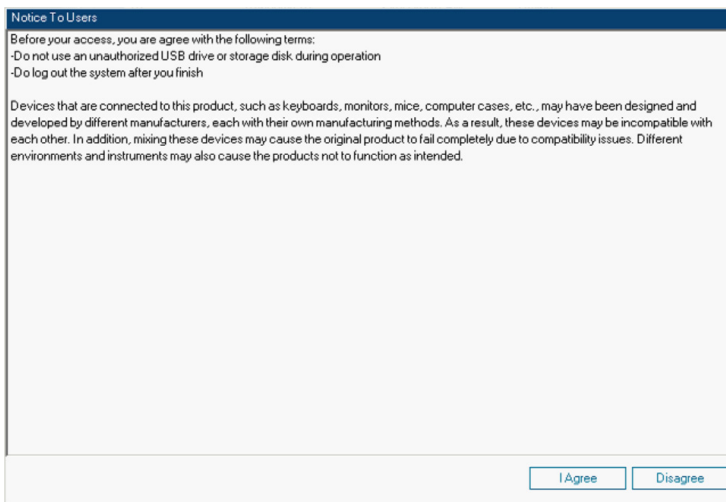 Notice To Users
Before your access, you are agree with the following terms:
-Do not use an unauthorized USB drive or storage disk during operation
-Do log out the system after you finish
Devices that are connected to this product, such as keyboards, monitors, mice, computer cases, etc., may have been designed and
developed by different manufacturers, each with their own manufacturing methods. As a result, these devices may be incompatible with
each other. In addition, mixing these devices may cause the original product to fail completely due to compatibility issues. Different
environments and instruments may also cause the products not to function as intended.
I Agree
Disagree